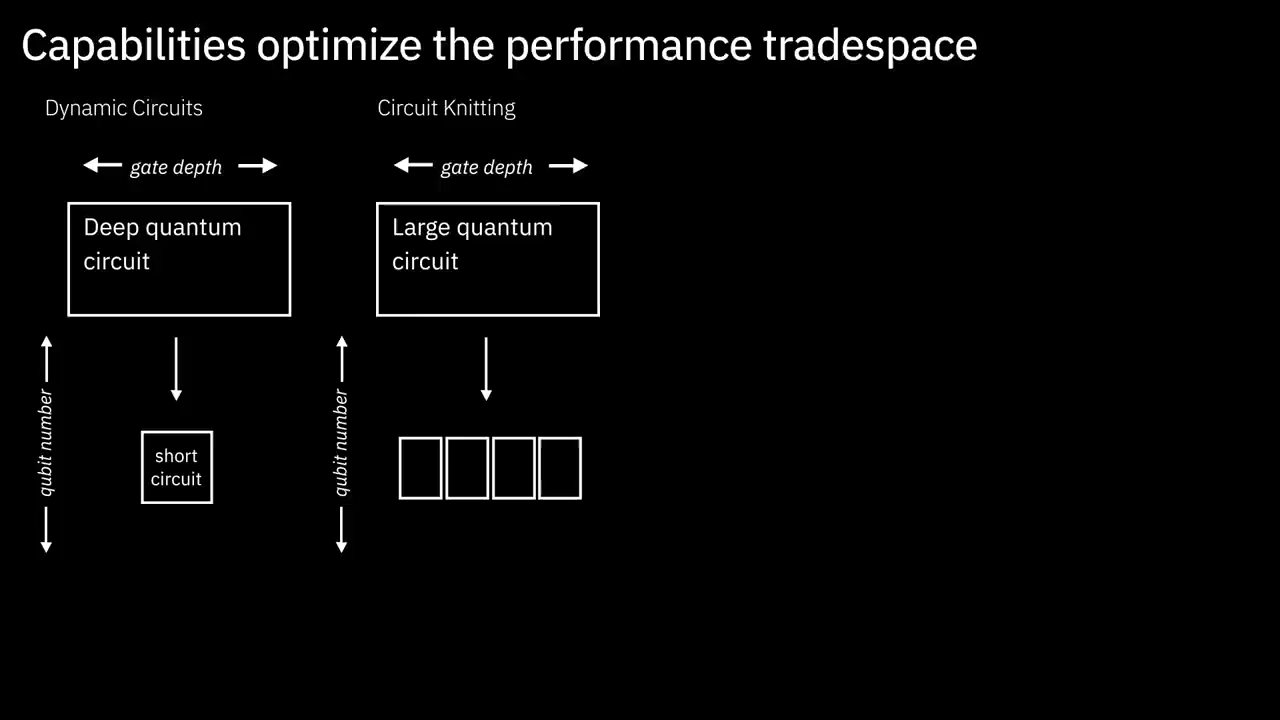 Capabilities optimize the performance tradespace
Dynamic Circuits
gate depth
Deep quantum
circuit
qubit number
short
circuit
Circuit Knitting
gate depth
Large quantum
circuit
qubit number